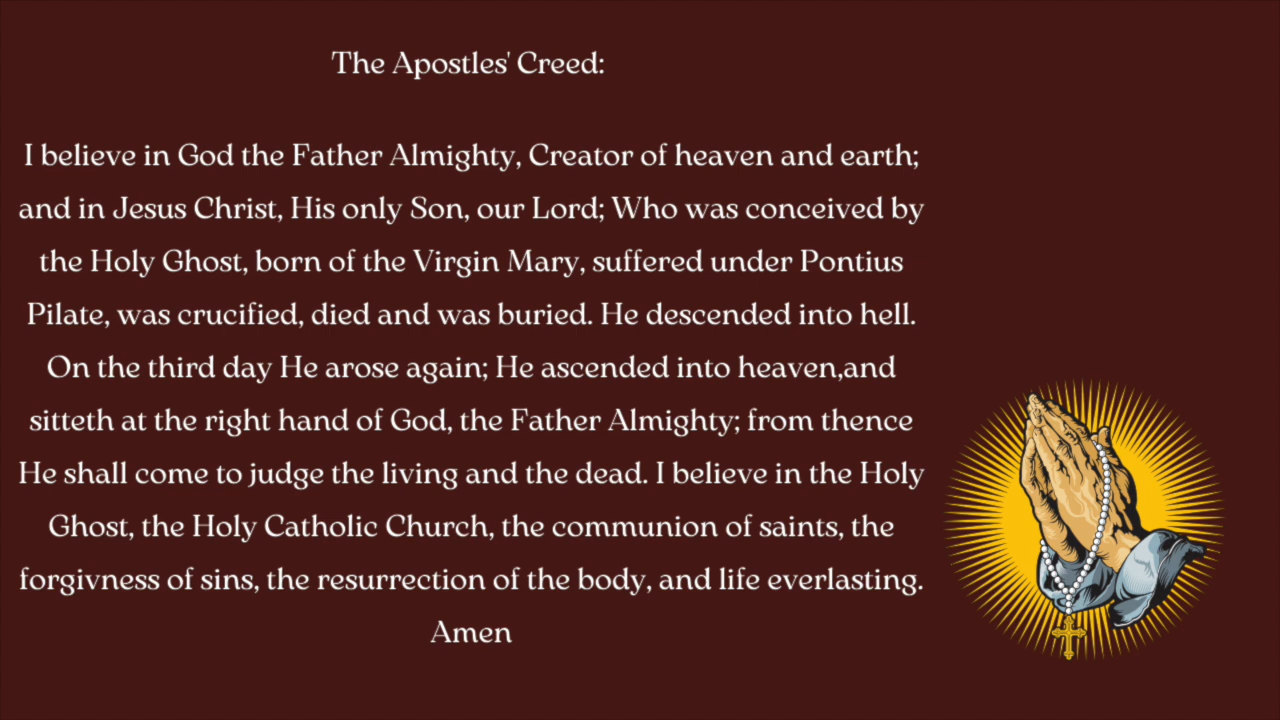 The Apostles' Creed:
I believe in God the Father Almighty, Creator of heaven and earth;
and in Jesus Christ, His only Son, our Lord; Who was conceived by
the Holy Ghost, born of the Virgin Mary, suffered under Pontius
Pilate, was crucified, died and was buried. He descended into hell.
On the third day He arose again; He ascended into heaven,and
sitteth at the right hand of God, the Father Almighty; from thence
He shall come to judge the living and the dead. I believe in the Holy
Ghost, the Holy Catholic Church, the communion of saints, the
forgivness of sins, the resurrection of the body, and life everlasting.
Amen